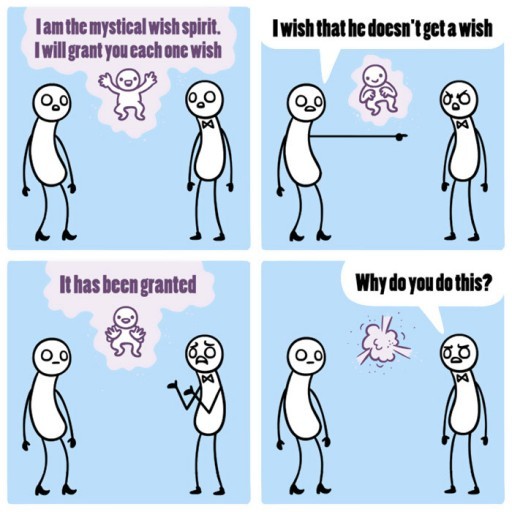 I am the mystical wish spirit.
I will grant you each one wish
I wish that he doesn't get a wish
It has been granted
Why do you do this?